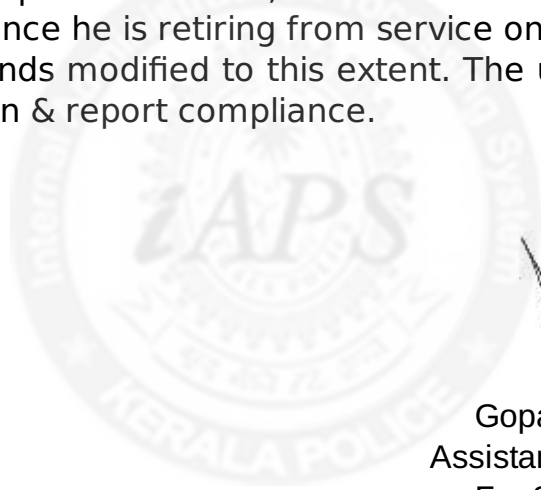 nce he is retiring from service on
nds modified to this extent. The u
n & report compliance.
iAPS
KERALA POLICE
Gopa
Assistan